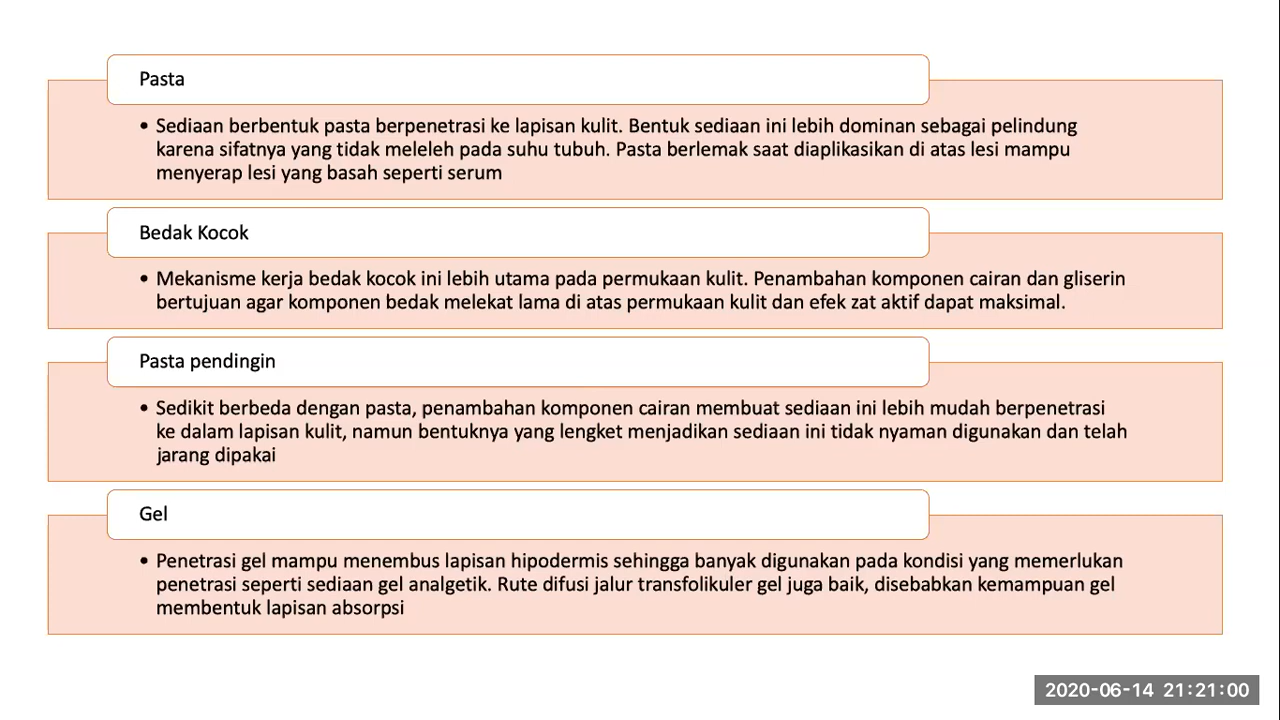 Pasta
• Sediaan berbentuk pasta berpenetrasi ke lapisan kulit. Bentuk sediaan ini lebih dominan sebagai pelindung
karena sifatnya yang tidak meleleh pada suhu tubuh. Pasta berlemak saat diaplikasikan di atas lesi mampu
menyerap lesi yang basah seperti serum
Bedak Kocok
• Mekanisme kerja bedak kocok ini lebih utama pada permukaan kulit. Penambahan komponen cairan dan gliserin
bertujuan agar komponen bedak melekat lama di atas permukaan kulit dan efek zat aktif dapat maksimal.
Pasta pendingin
• Sedikit berbeda dengan pasta, penambahan komponen cairan membuat sediaan ini lebih mudah berpenetrasi
ke dalam lapisan kulit, namun bentuknya yang lengket menjadikan sediaan ini tidak nyaman digunakan dan telah
jarang dipakai
Gel
• Penetrasi gel mampu menembus lapisan hipodermis sehingga banyak digunakan pada kondisi yang memerlukan
penetrasi seperti sediaan gel analgetik. Rute difusi jalur transfolikuler gel juga baik, disebabkan kemampuan gel
membentuk lapisan absorpsi
2020-06-14 21:21:00